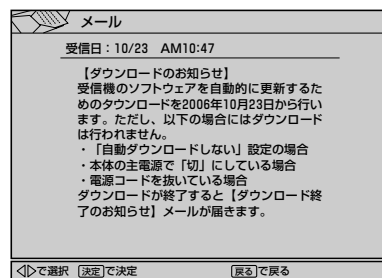 メール
受信日：10/23　AM10:47
【ダウンロードのお知らせ】
受信機のソフトウェアを自動的に更新するた
めのダウンロードを2006年10月23日から行い
ます。ただし、以下の場合にはダウンロード
は行われません。
・「自動ダウンロードしない」設定の場合
・本体の主電源で「切」にしている場合
・電源コードを抜いている場合
ダウンロードが終了すると【ダウンロード終
了のお知らせ】メールが届きます。
で選択 決定で決定 戻るで戻る